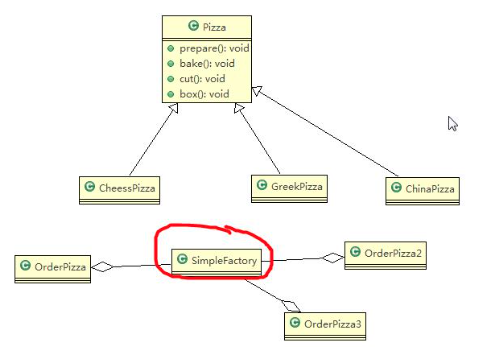 Pizza
prepare(): void
bake(): void
cut(): void
box(): void
CheessPizza
GreekPizza
ChinaPizza
OrderPizza
SimpleFactory
OrderPizza2
OrderPizza3